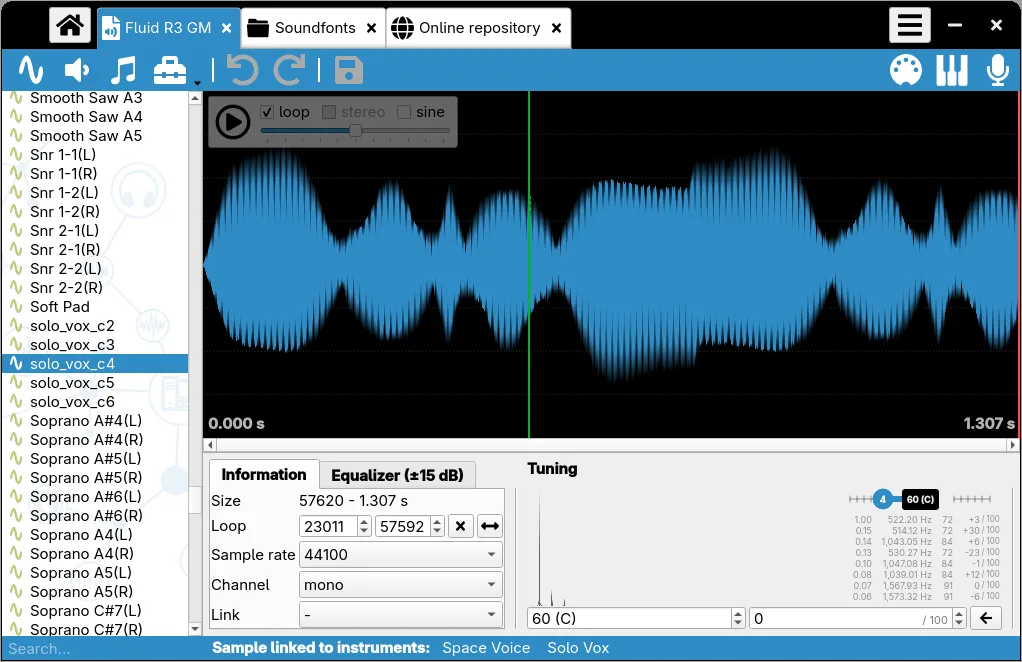 Fluid R3 GM
Soundfonts
Online repository
Smooth Saw A3
Smooth Saw A4
Smooth Saw A5
Snr 1-1(L)
Snr 1-1(R)
Snr 1-2(L)
Snr 1-2(R)
Snr 2-1(L)
Snr 2-1(R)
Snr 2-2(L)
Snr 2-2(R)
Soft Pad
solo_vox_c2
solo_vox_c3
solo_vox_c4
solo_vox_c5
solo_vox_c6
Soprano A#4(L)
Soprano A#4(R)
Soprano A#5(L)
Soprano A#5(R)
Soprano A#6(L)
Soprano A#6(R)
Soprano A4(L)
Soprano A4(R)
Soprano A5(L)
Soprano A5(R)
Soprano C#7(L)
Soprano C#7(R)
Search...
loop stereo sine
0.000 s 1.307 s
Information Equalizer (±15 dB)
Size 57620 - 1.307 s
Loop 23011 57592
Sample rate 44100
Channel mono
Link -
Tuning
4 60 (C)
1.00 522.20 Hz 72 +3/100
0.15 514.12 Hz 72 +30/100
0.14 1,043.05 Hz 84 +6/100
0.13 530.27 Hz 72 -23/100
0.10 1,047.08 Hz 84 -1/100
0.08 1,039.01 Hz 84 +12/100
0.07 1,567.93 Hz 91 0/100
0.06 1,573.32 Hz 91 -6/100
60 (C) 0 / 100
Sample linked to instruments: Space Voice Solo Vox